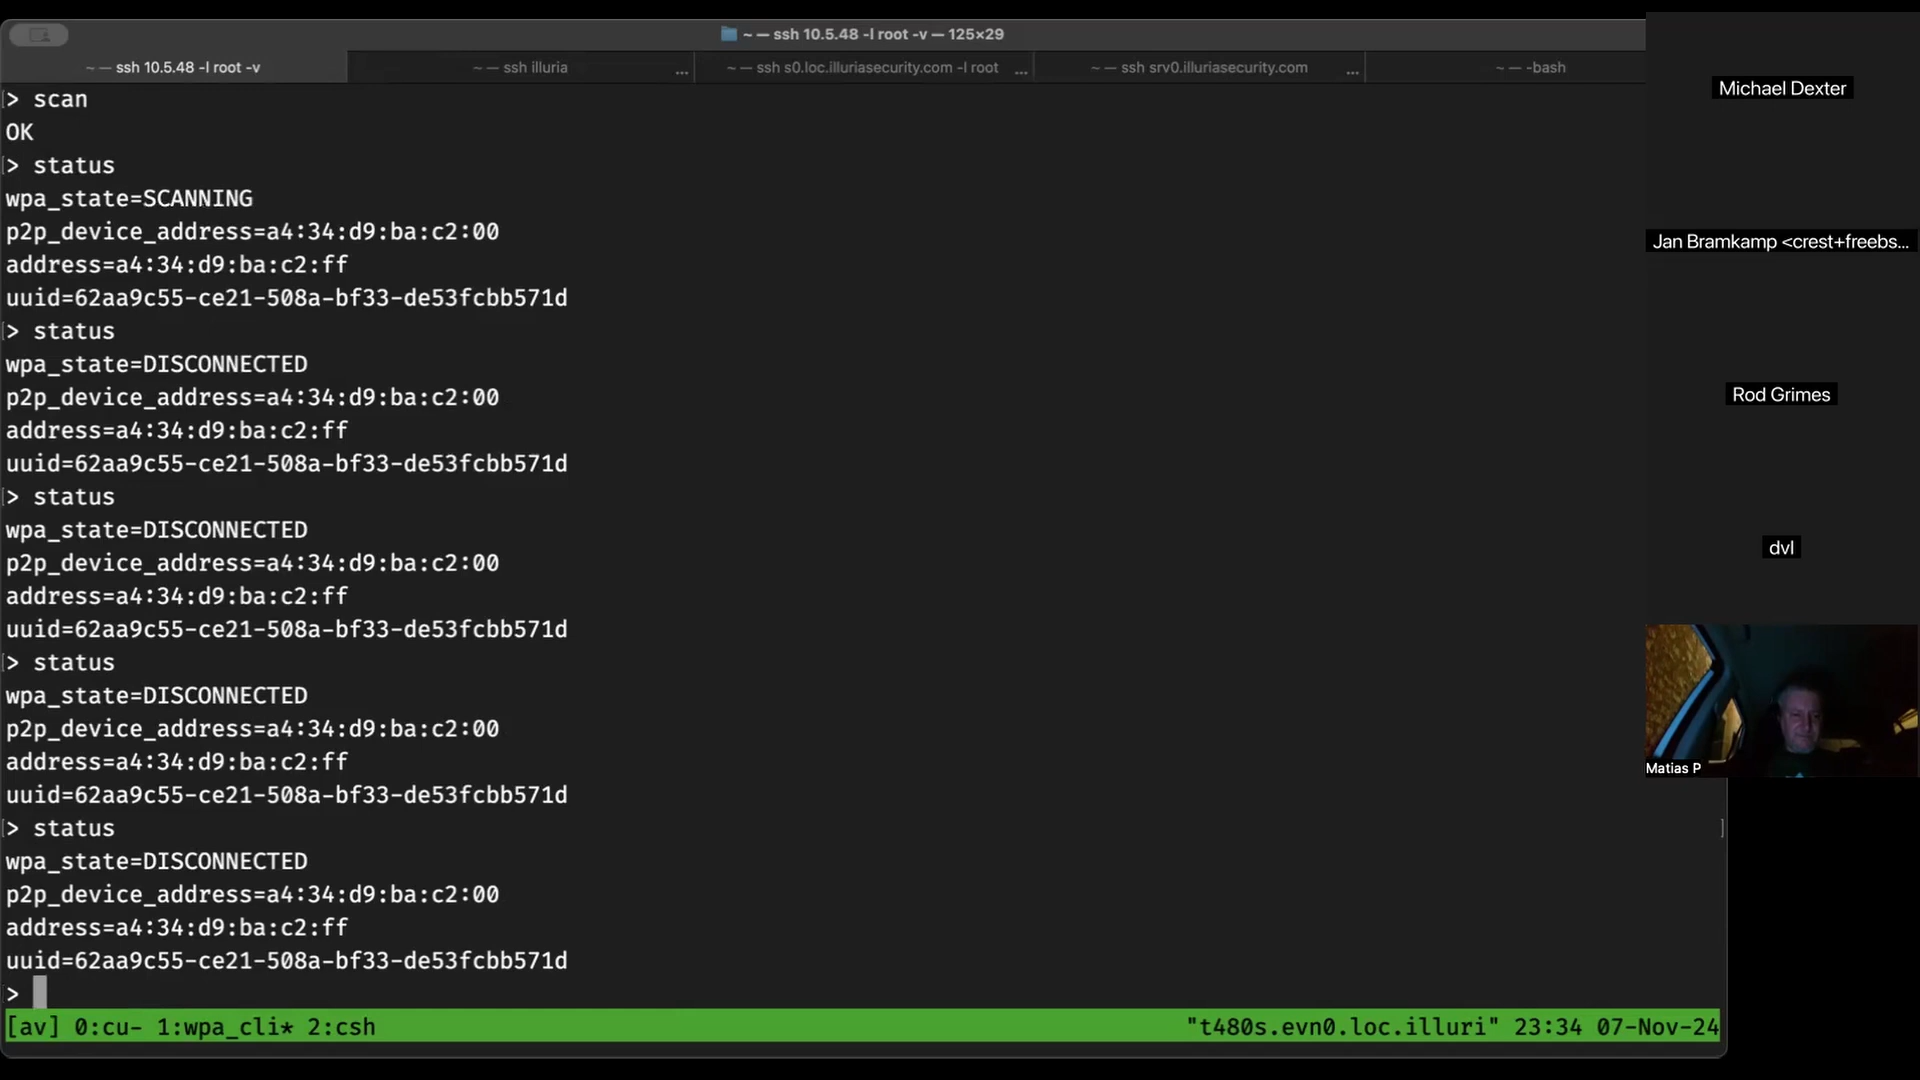 ~ — ssh 10.5.48 -l root -v — 125×29
~ — ssh 10.5.48 -l root -v
~ — ssh illuria ...
~ — ssh s0.loc.illuriasecurity.com -l root ...
~ — ssh srv0.illuriasecurity.com ...
~ — -bash
[> scan
OK
[> status
wpa_state=SCANNING
p2p_device_address=a4:34:d9:ba:c2:00
address=a4:34:d9:ba:c2:ff
uuid=62aa9c55-ce21-508a-bf33-de53fcbb571d
[> status
wpa_state=DISCONNECTED
p2p_device_address=a4:34:d9:ba:c2:00
address=a4:34:d9:ba:c2:ff
uuid=62aa9c55-ce21-508a-bf33-de53fcbb571d
[> status
wpa_state=DISCONNECTED
p2p_device_address=a4:34:d9:ba:c2:00
address=a4:34:d9:ba:c2:ff
uuid=62aa9c55-ce21-508a-bf33-de53fcbb571d
[> status
wpa_state=DISCONNECTED
p2p_device_address=a4:34:d9:ba:c2:00
address=a4:34:d9:ba:c2:ff
uuid=62aa9c55-ce21-508a-bf33-de53fcbb571d
[> status ]
wpa_state=DISCONNECTED
p2p_device_address=a4:34:d9:ba:c2:00
address=a4:34:d9:ba:c2:ff
uuid=62aa9c55-ce21-508a-bf33-de53fcbb571d
>
[av] 0:cu- 1:wpa_cli* 2:csh "t480s.evn0.loc.illuri" 23:34 07-Nov-24
Michael Dexter
Jan Bramkamp <crest+freebs...
Rod Grimes
dvl
Matias P